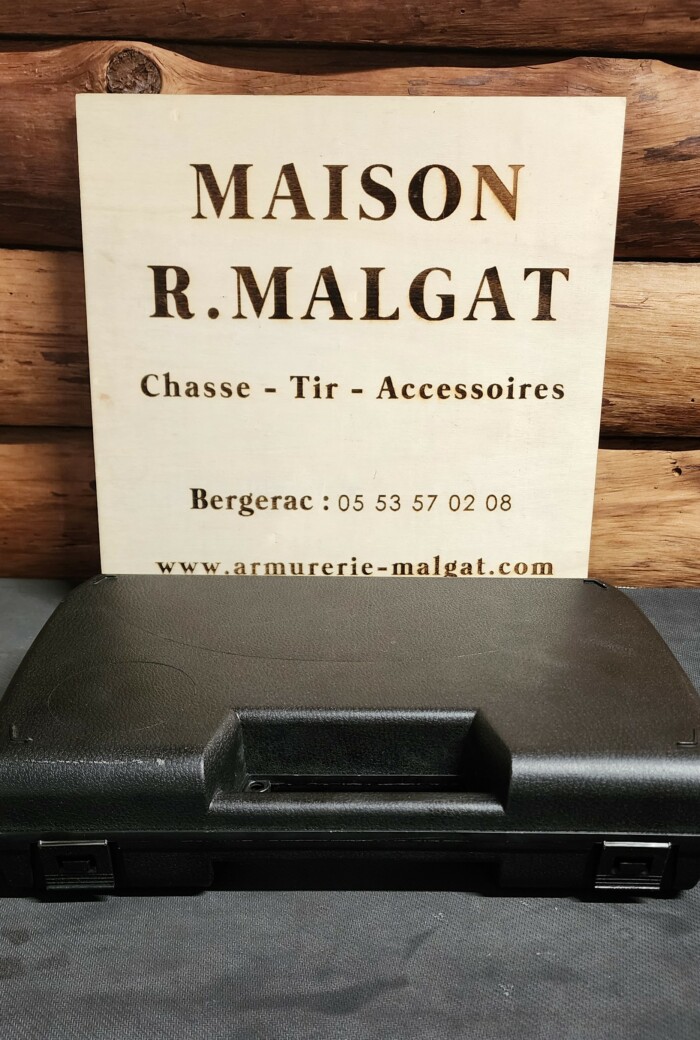 MAISON
R.MALGAT
Chasse - Tir - Accessoires
Bergerac : 05 53 57 02 08
www.armurerie-malgat.com